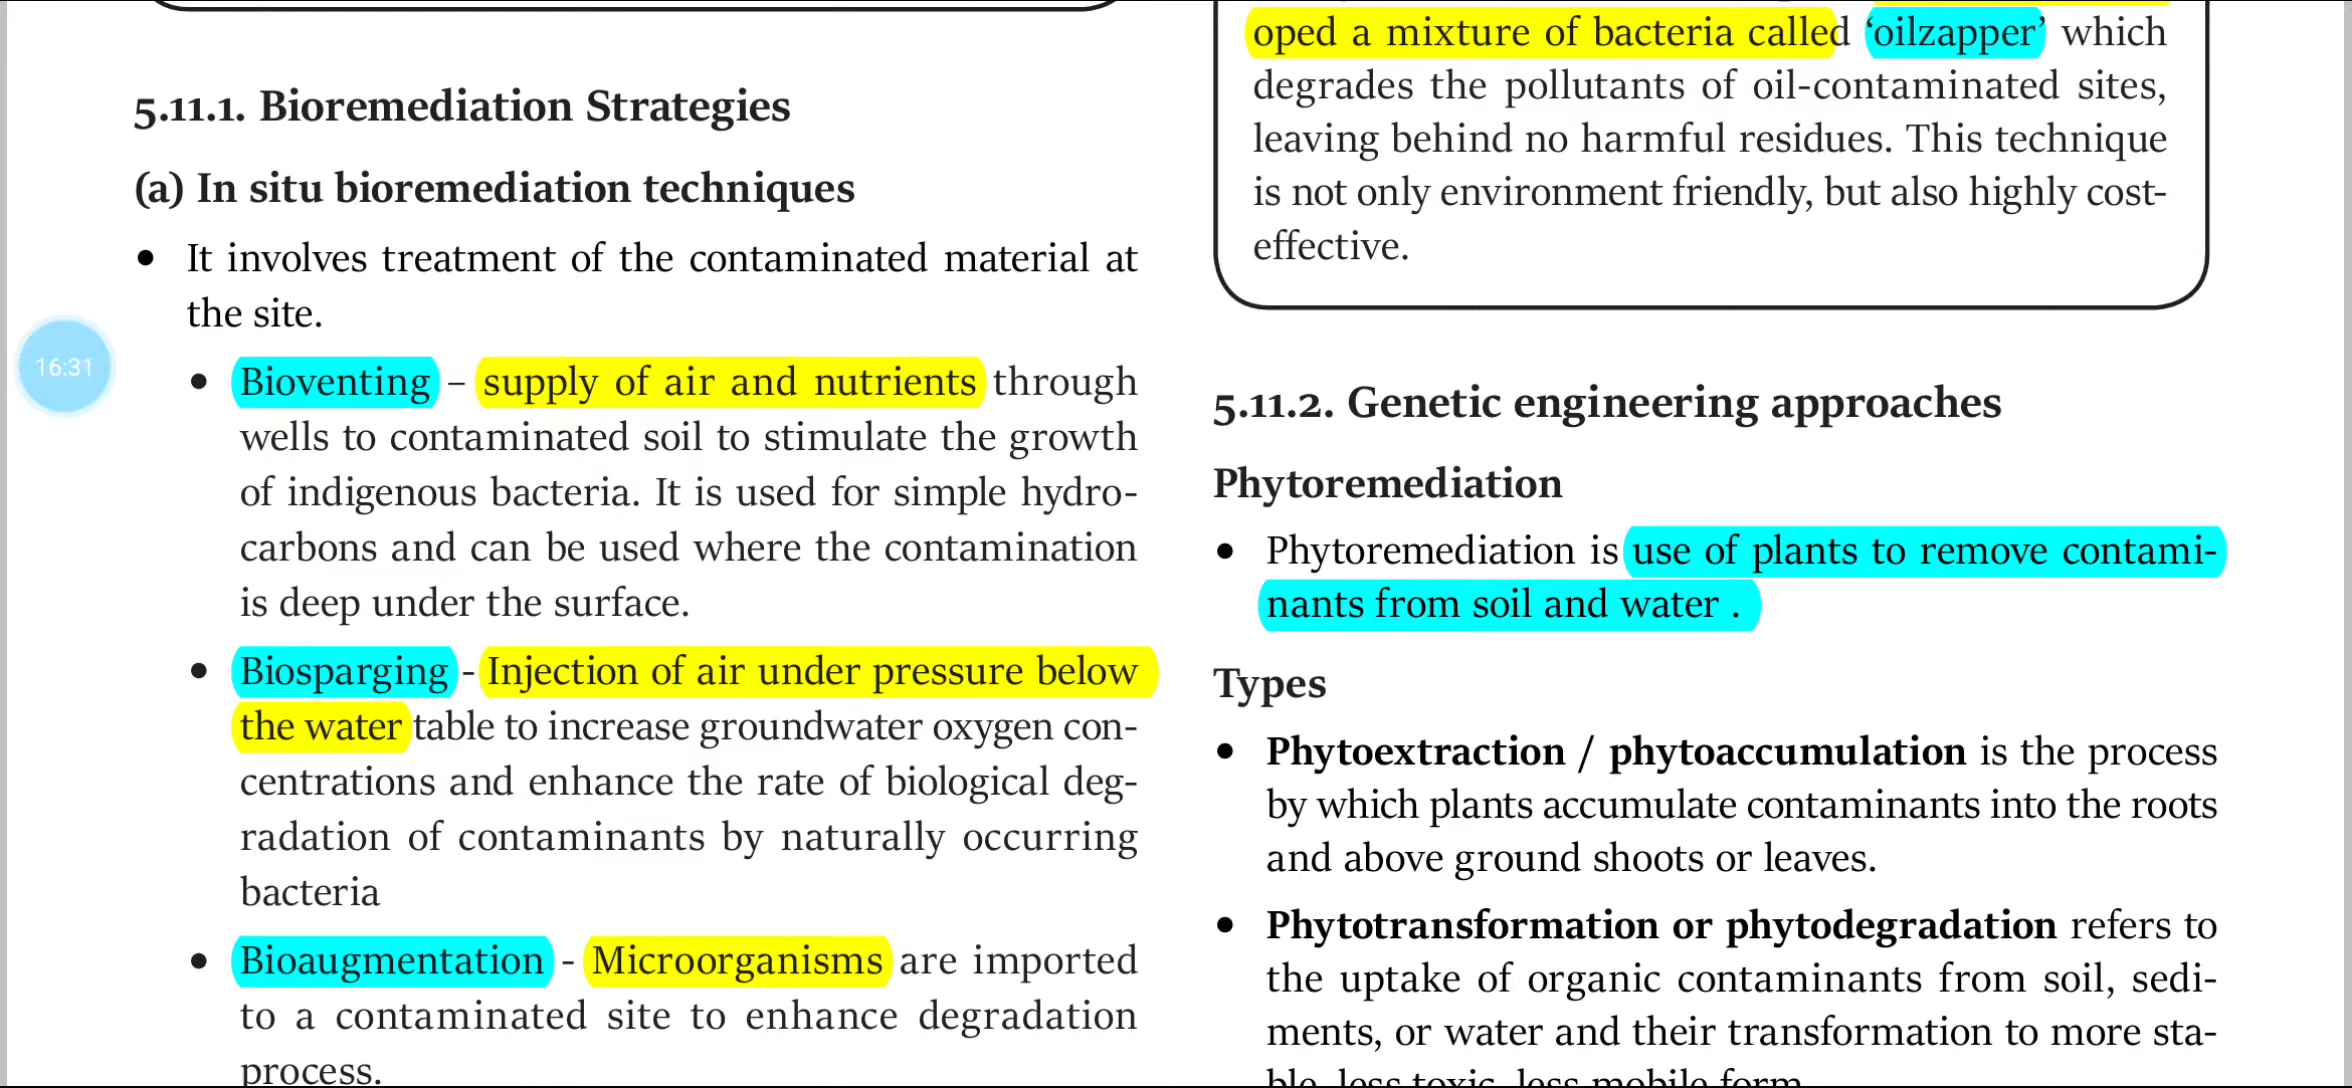 5.11.1. Bioremediation Strategies
(a) In situ bioremediation techniques
• It involves treatment of the contaminated material at
the site.
16:31
• Bioventing – supply of air and nutrients through
wells to contaminated soil to stimulate the growth
of indigenous bacteria. It is used for simple hydro-
carbons and can be used where the contamination
is deep under the surface.
• Biosparging - Injection of air under pressure below
the water table to increase groundwater oxygen con-
centrations and enhance the rate of biological deg-
radation of contaminants by naturally occurring
bacteria
• Bioaugmentation - Microorganisms are imported
to a contaminated site to enhance degradation
process.
oped a mixture of bacteria called ‘oilzapper’ which
degrades the pollutants of oil-contaminated sites,
leaving behind no harmful residues. This technique
is not only environment friendly, but also highly cost-
effective.
5.11.2. Genetic engineering approaches
Phytoremediation
• Phytoremediation is use of plants to remove contami-
nants from soil and water .
Types
• Phytoextraction / phytoaccumulation is the process
by which plants accumulate contaminants into the roots
and above ground shoots or leaves.
• Phytotransformation or phytodegradation refers to
the uptake of organic contaminants from soil, sedi-
ments, or water and their transformation to more sta-
ble, less toxic, less mobile form